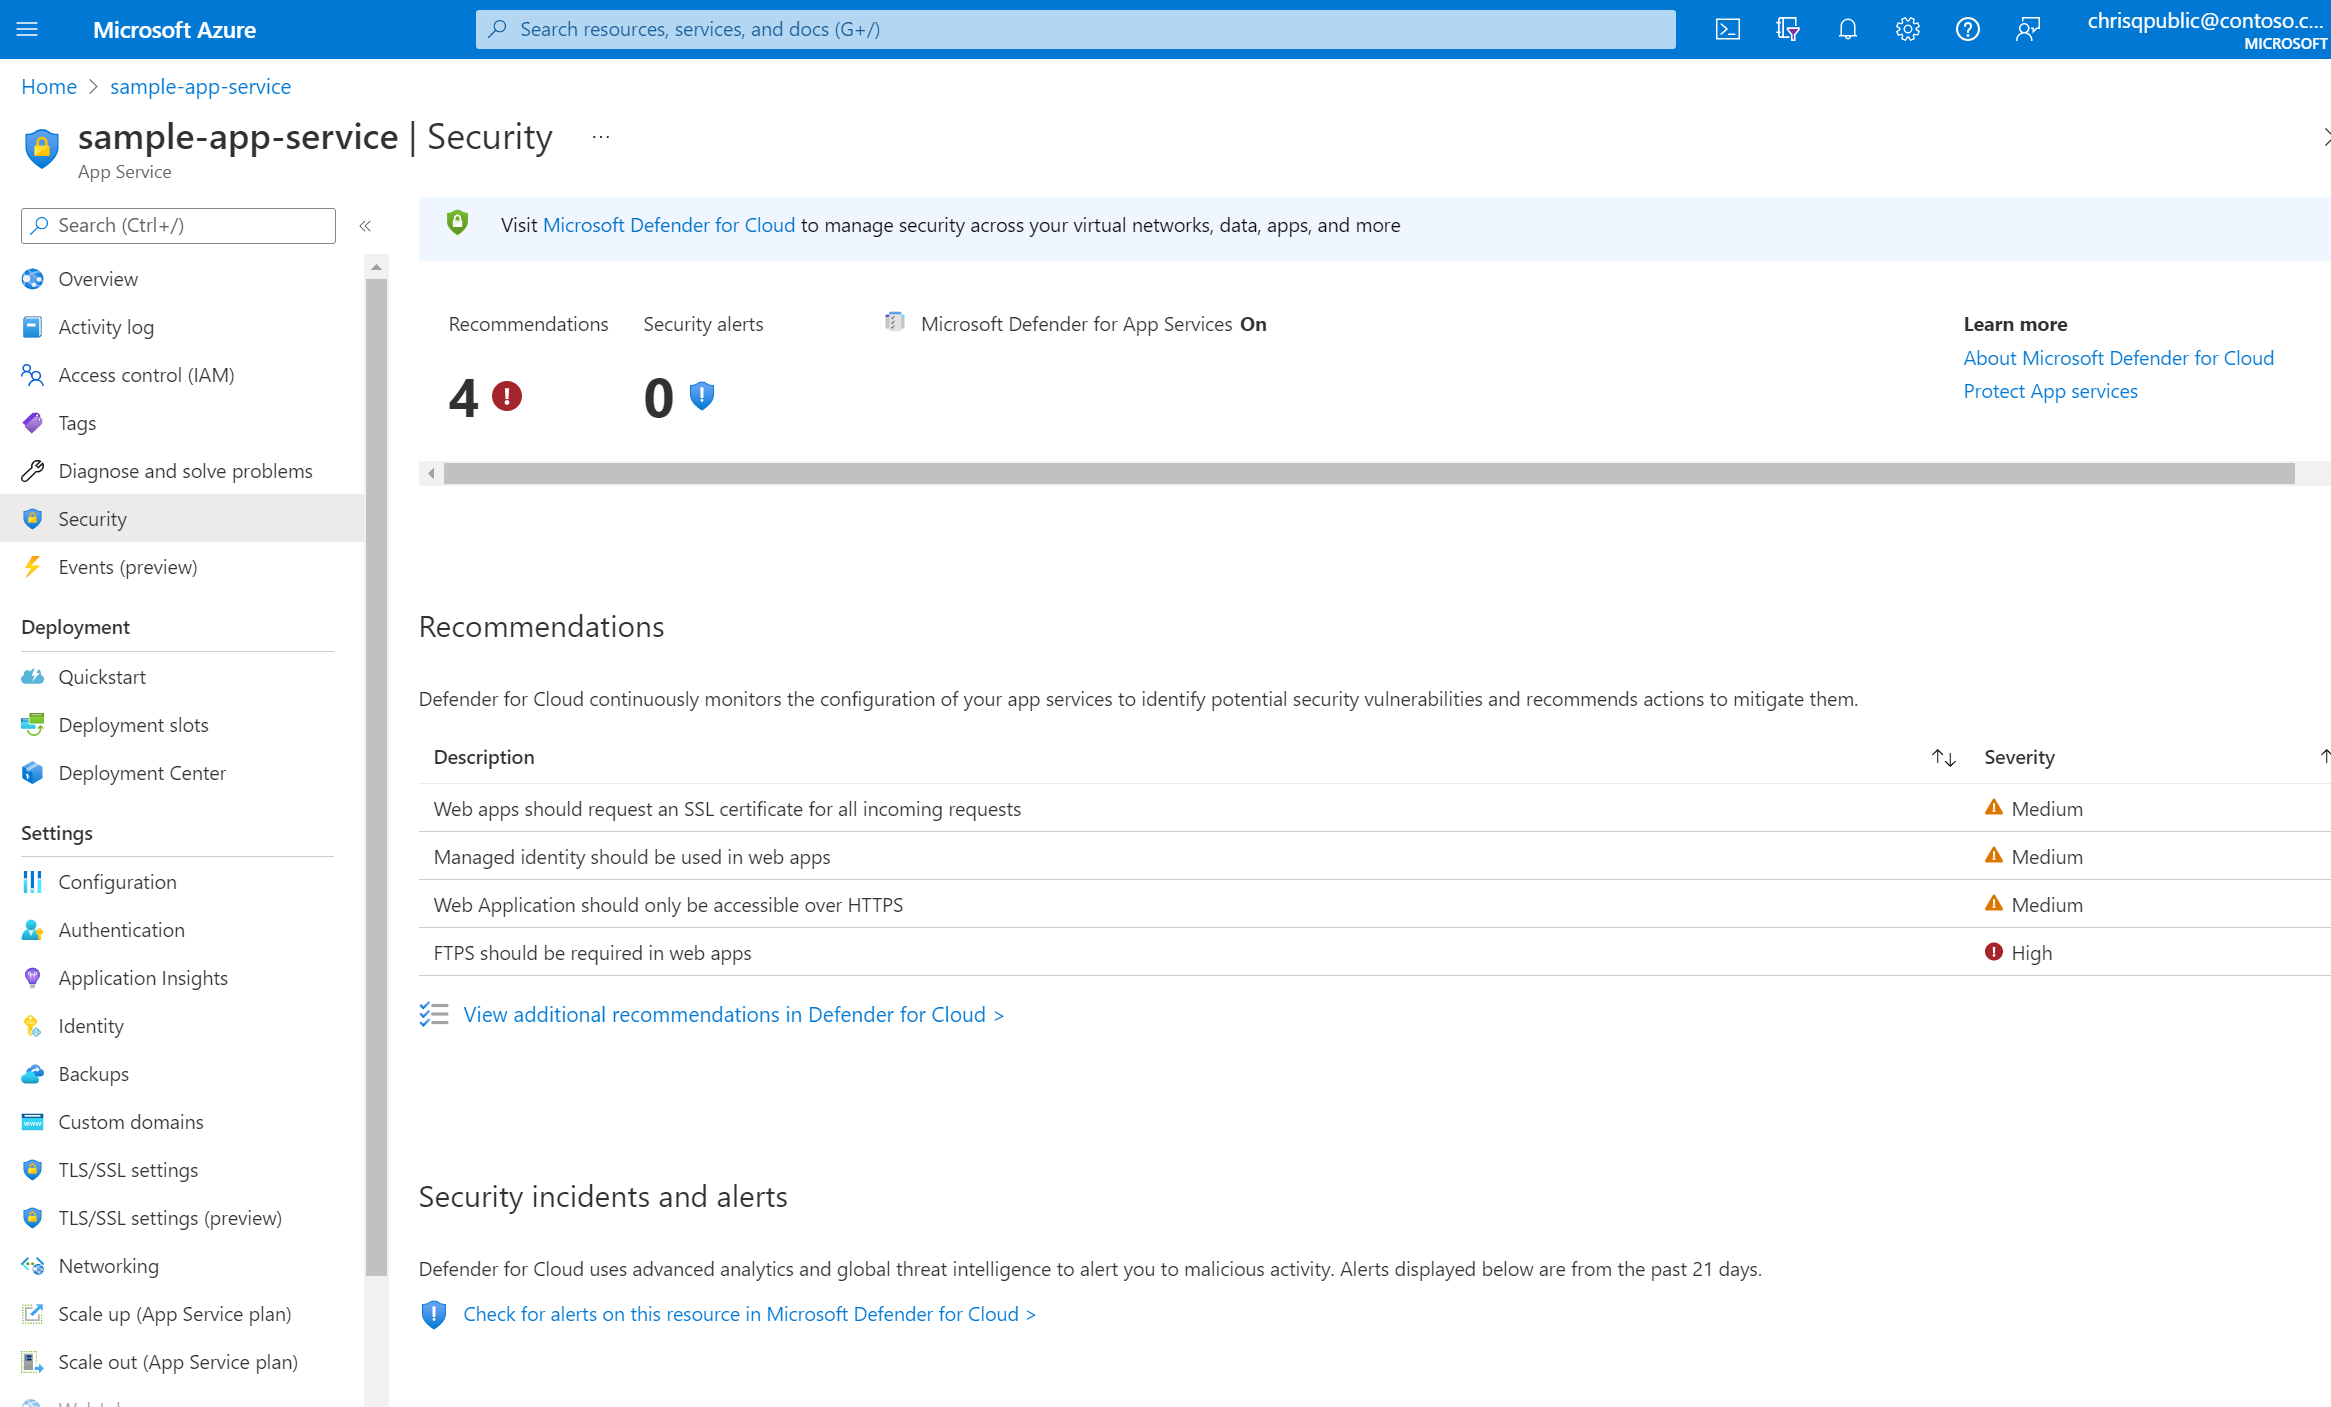 Microsoft Azure
Search resources, services, and docs (G+/)
chrisqpublic@contoso.c...
MICROSOFT
Home > sample-app-service
sample-app-service | Security ...
App Service
Search (Ctrl+/)
«
Overview
Activity log
Access control (IAM)
Tags
Diagnose and solve problems
Security
Events (preview)
Deployment
Quickstart
Deployment slots
Deployment Center
Settings
Configuration
Authentication
Application Insights
Identity
Backups
Custom domains
TLS/SSL settings
TLS/SSL settings (preview)
Networking
Scale up (App Service plan)
Scale out (App Service plan)
Visit Microsoft Defender for Cloud to manage security across your virtual networks, data, apps, and more
Recommendations
4
Security alerts
0
Microsoft Defender for App Services On
Learn more
About Microsoft Defender for Cloud
Protect App services
Recommendations
Defender for Cloud continuously monitors the configuration of your app services to identify potential security vulnerabilities and recommends actions to mitigate them.
Description ↑↓ Severity ↑
Web apps should request an SSL certificate for all incoming requests Medium
Managed identity should be used in web apps Medium
Web Application should only be accessible over HTTPS Medium
FTPS should be required in web apps High
View additional recommendations in Defender for Cloud >
Security incidents and alerts
Defender for Cloud uses advanced analytics and global threat intelligence to alert you to malicious activity. Alerts displayed below are from the past 21 days.
Check for alerts on this resource in Microsoft Defender for Cloud >